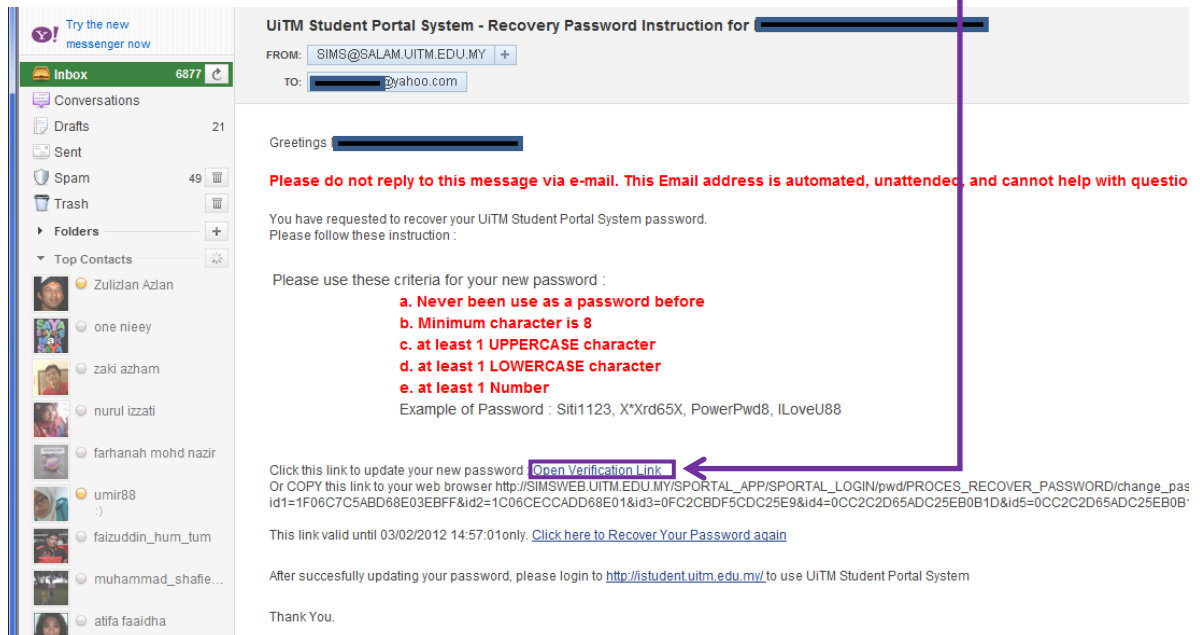 Try the new
messenger now
Inbox 6877
Conversations
Drafts 21
Sent
Spam 49
Trash
Folders +
Top Contacts
Zulizlan Azlan
one nieey
zaki azham
nurul izzati
farhanah mohd nazir
umir88
:)
faizuddin_hum_tum
muhammad_shafie...
atifa faaidha
UiTM Student Portal System - Recovery Password Instruction for
FROM: SIMS@SALAM.UITM.EDU.MY +
TO: @yahoo.com
Greetings
Please do not reply to this message via e-mail. This Email address is automated, unattended, and cannot help with questio
You have requested to recover your UiTM Student Portal System password.
Please follow these instruction :
Please use these criteria for your new password :
a. Never been use as a password before
b. Minimum character is 8
c. at least 1 UPPERCASE character
d. at least 1 LOWERCASE character
e. at least 1 Number
Example of Password : Siti1123, X*Xrd65X, PowerPwd8, ILoveU88
Click this link to update your new password : Open Verification Link
Or COPY this link to your web browser http://SIMSWEB.UITM.EDU.MY/SPORTAL_APP/SPORTAL_LOGIN/pwd/PROCES_RECOVER_PASSWORD/change_pas
id1=1F06C7C5ABD68E03EBFF&id2=1C06CECCADD68E01&id3=0FC2CBDF5CDC25E9&id4=0CC2C2D65ADC25EB0B1D&id5=0CC2C2D65ADC25EB0B1
This link valid until 03/02/2012 14:57:01only. Click here to Recover Your Password again
After succesfully updating your password, please login to http://istudent.uitm.edu.my/ to use UiTM Student Portal System
Thank You.